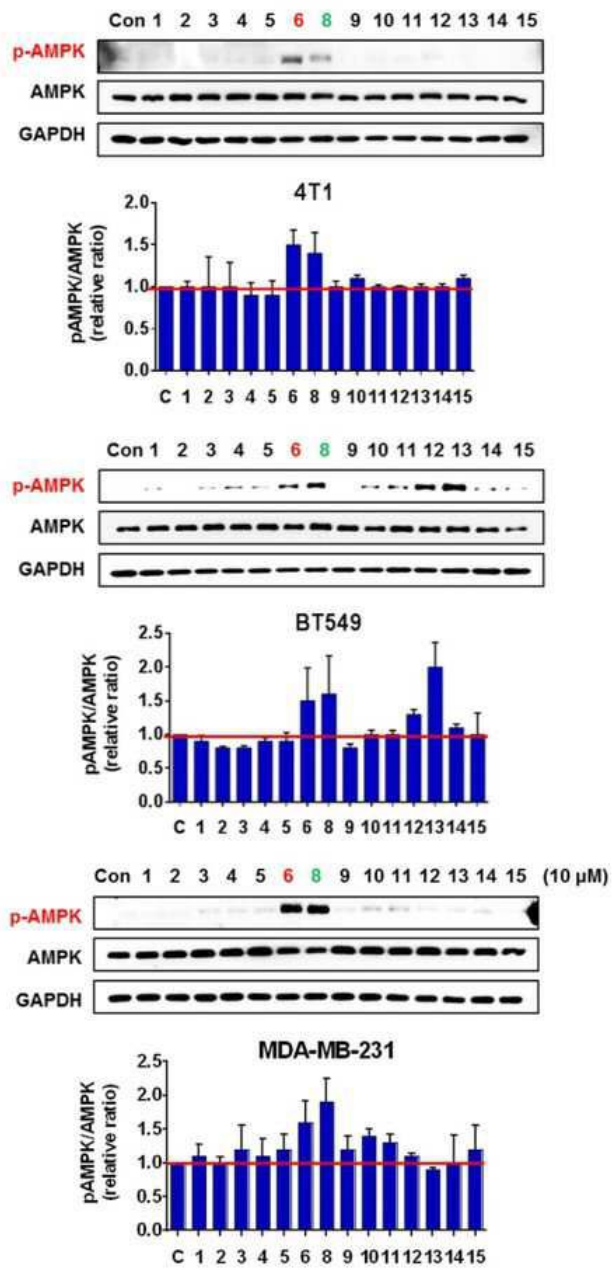 Con 1 2 3 4 5 6 8 9 10 11 12 13 14 15
p-AMPK
AMPK
GAPDH
4T1
pAMPK/AMPK
(relative ratio)
2.0
1.5
1.0
0.5
0.0
C 1 2 3 4 5 6 8 9 10 11 12 13 14 15
Con 1 2 3 4 5 6 8 9 10 11 12 13 14 15
p-AMPK
AMPK
GAPDH
BT549
pAMPK/AMPK
(relative ratio)
2.5
2.0
1.5
1.0
0.5
0.0
C 1 2 3 4 5 6 8 9 10 11 12 13 14 15
Con 1 2 3 4 5 6 8 9 10 11 12 13 14 15 (10 µM)
p-AMPK
AMPK
GAPDH
MDA-MB-231
pAMPK/AMPK
(relative ratio)
2.5
2.0
1.5
1.0
0.5
0.0
C 1 2 3 4 5 6 8 9 10 11 12 13 14 15